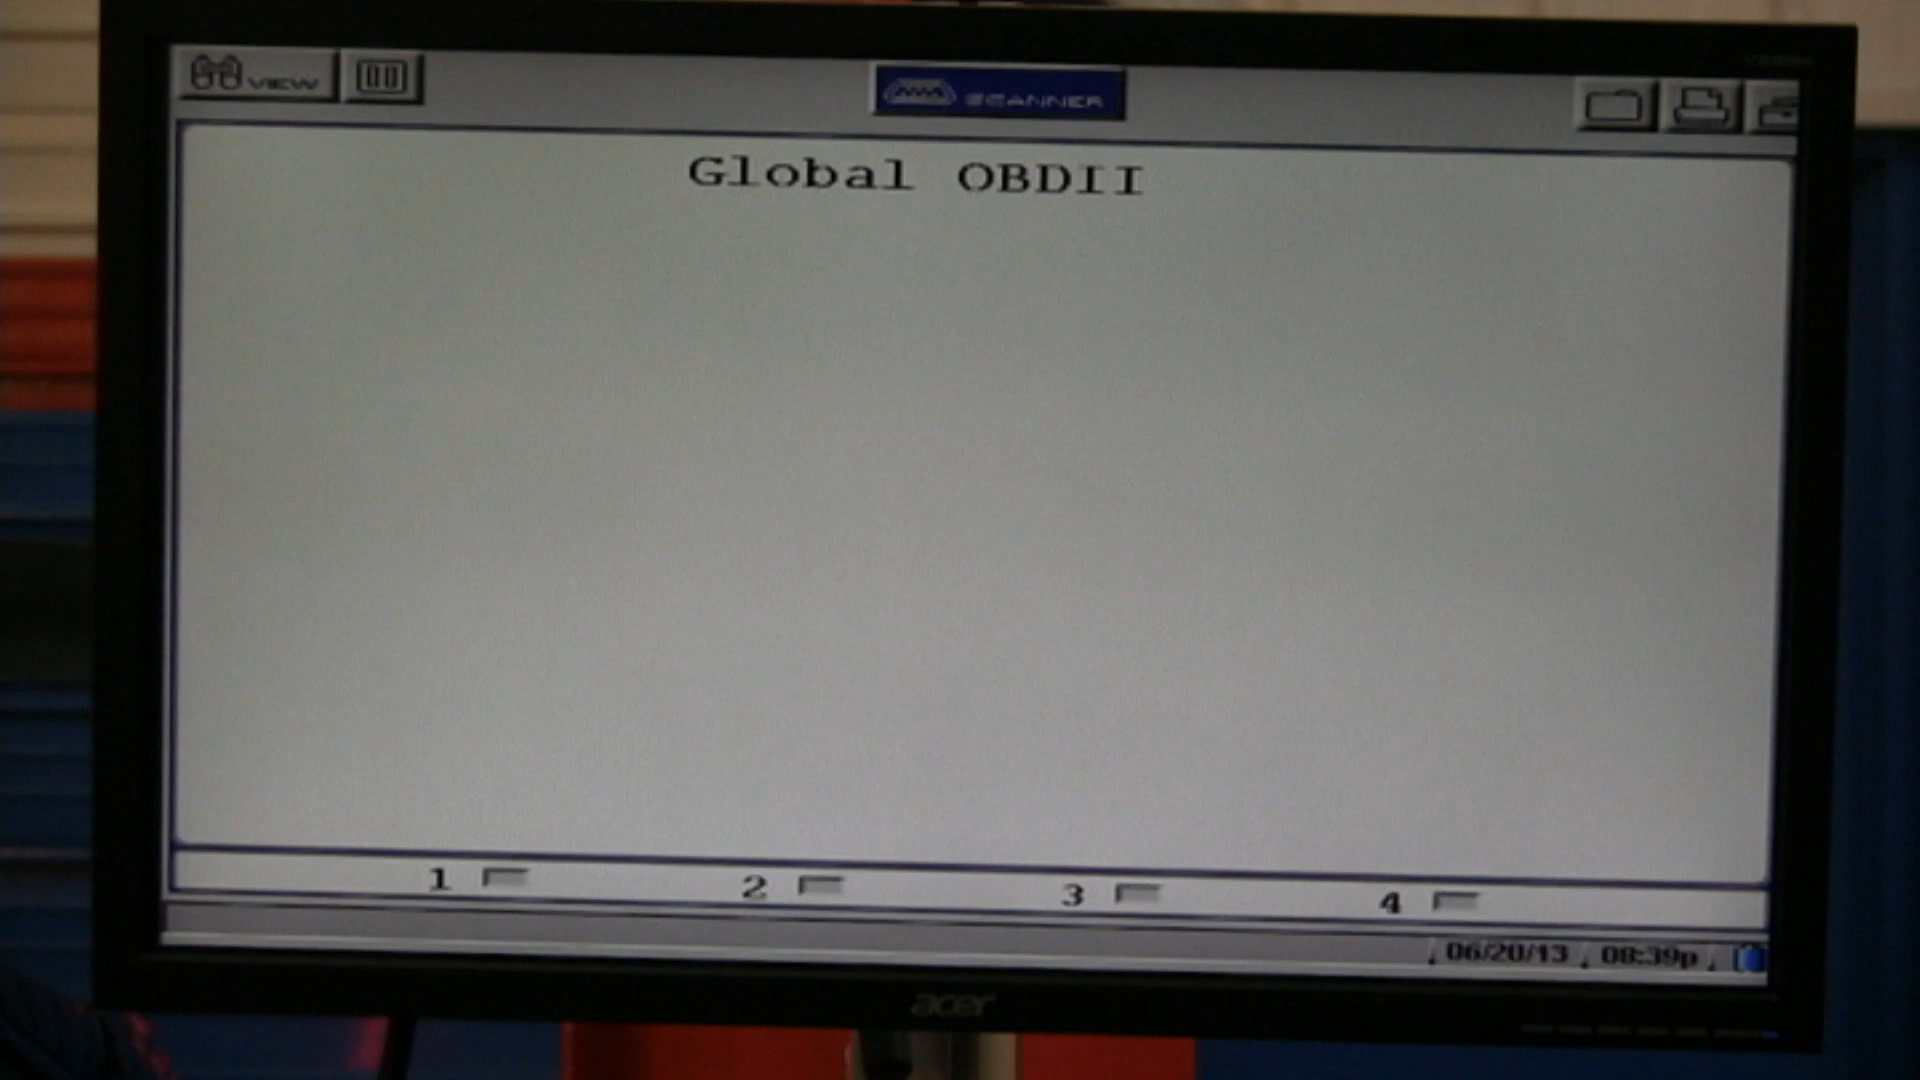 VIEW
SCANNER
Global OBDII
1 2 3 4
06/20/13 08:39p
acer